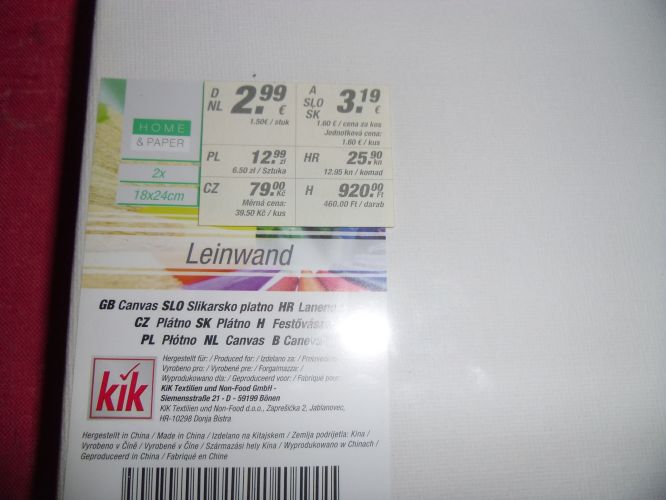 HOME
& PAPER
2x
18x24cm
D
NL
2.99 €
1.50€ / stuk
A
SLO
SK
3.19 €
1.60 € / cena za kos
Jednotková cena:
1.60 € / kus
PL
12.99 zł
6.50 zł / Sztuka
HR
25.90 kn
12.95 kn / komad
CZ
79.00 Kč
Měrná cena:
39.50 Kč / kus
H
920.00 Ft
460.00 Ft / darab
Leinwand
GB Canvas SLO Slikarsko platno HR Laneno
CZ Plátno SK Plátno H
PL Płótno NL Canvas B
kik
Hergestellt für: / Produced for: / Izdelano za:
Vyrobeno pro: / Vyrobené pre: / Forgalmazza: /
Wyprodukowano dla: / Geproduceerd voor: / Fabriqué
KiK Textilien und Non-Food GmbH -
Siemensstraße 21 - D - 59199 Bönen
KiK Textilien und Non-Food d.o.o., Zaprešička 2, Jablanovec,
HR-10298 Donja Bistra
Hergestellt in China / Made in China / Izdelano na Kitajskem / Zemlja podrijetla: Kina /
Vyrobeno v Číně / Vyrobené v Číne / Származási hely Kína / Wyprodukowano w Chinach /
Geproduceerd in China / Fabriqué en Chine